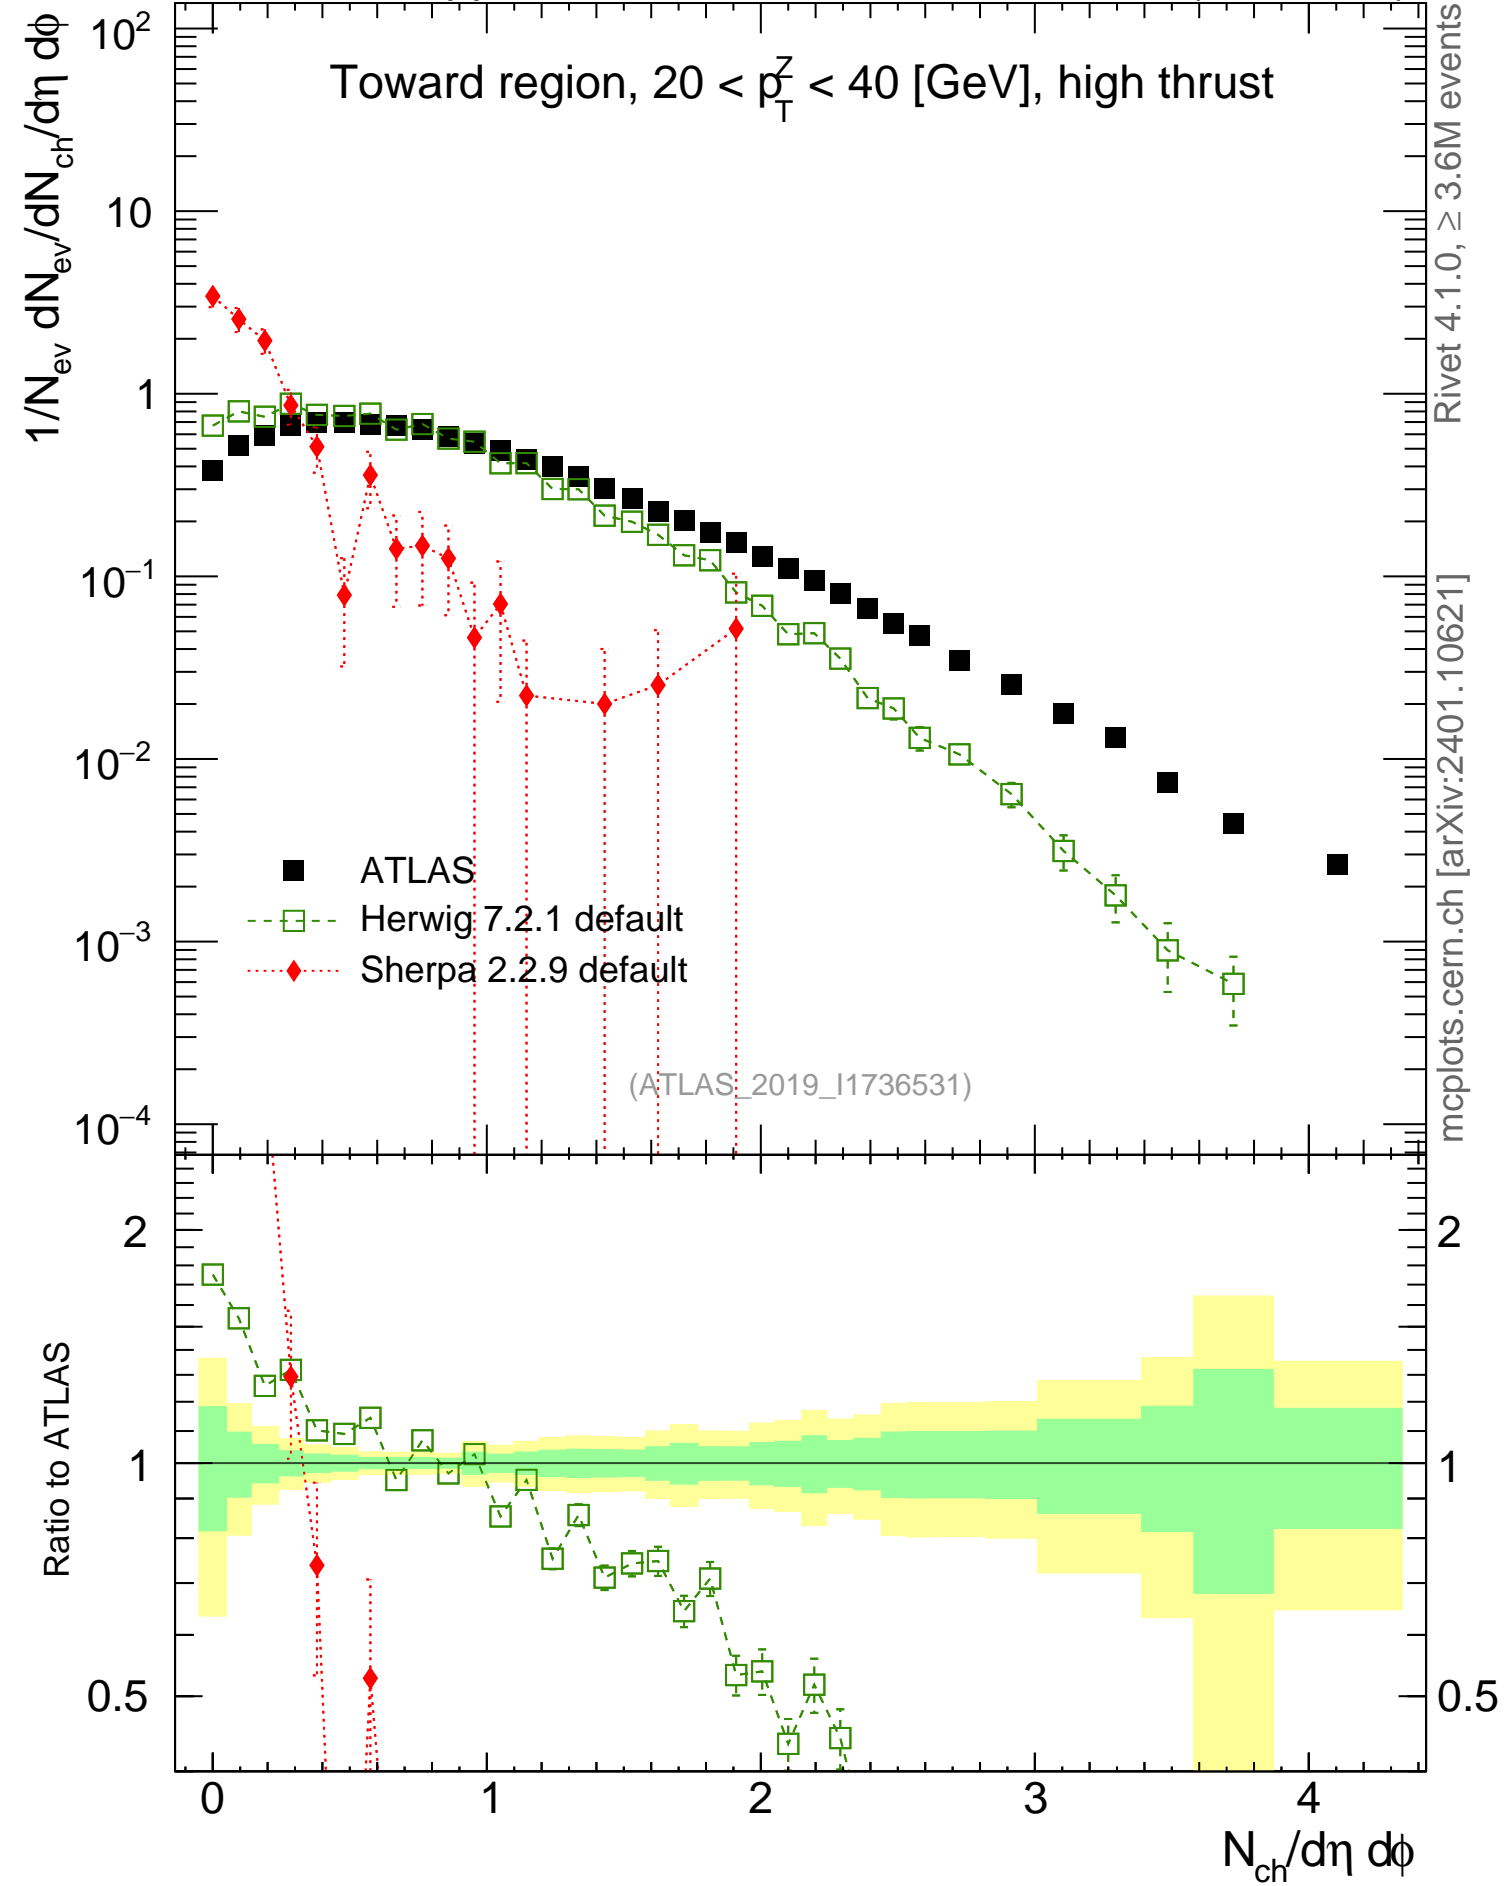 Toward region, 20 < p_T^Z < 40 [GeV], high thrust
1/N_ev dN_ev/dN_ch/dη dϕ
10^2
10
1
10^−1
10^−2
10^−3
10^−4
ATLAS
Herwig 7.2.1 default
Sherpa 2.2.9 default
(ATLAS_2019_I1736531)
Rivet 4.1.0, ≥ 3.6M events
mcplots.cern.ch [arXiv:2401.10621]
Ratio to ATLAS
2
1
0.5
2
1
0.5
0 1 2 3 4
N_ch/dη dϕ